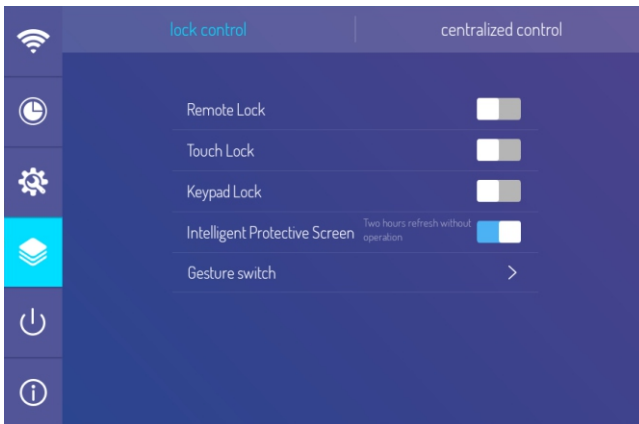 lock control
centralized control
Remote Lock
Touch Lock
Keypad Lock
Intelligent Protective Screen
Two hours refresh without
operation
Gesture switch